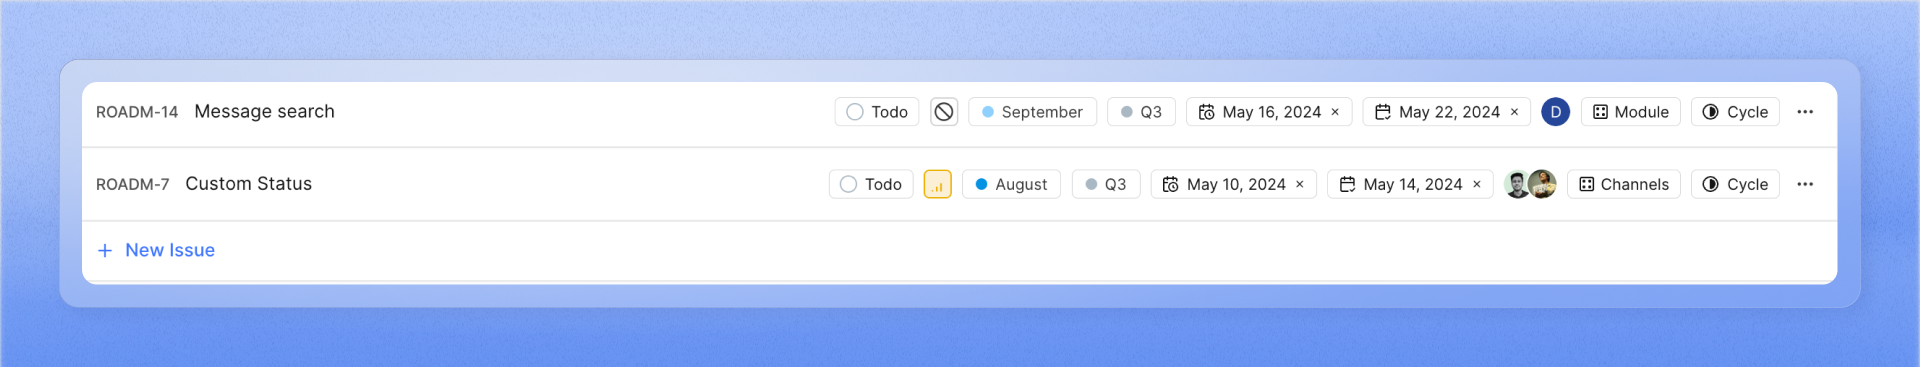 ROADM-14 Message search Todo September Q3 May 16, 2024 × May 22, 2024 × D Module Cycle
ROADM-7 Custom Status Todo August Q3 May 10, 2024 × May 14, 2024 × Channels Cycle
+ New Issue